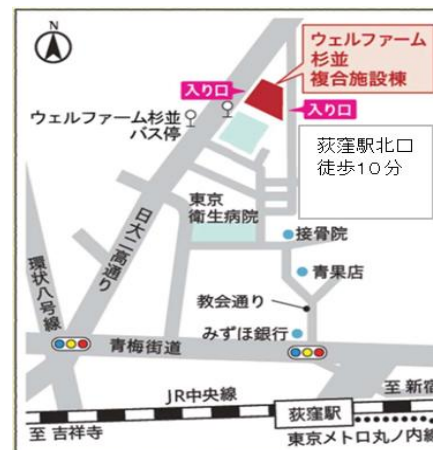 N
ウェルファーム
杉並
複合施設棟
入り口
入り口
ウェルファーム杉並
バス停
荻窪駅北口
徒歩10分
東京
衛生病院
日大二高通り
接骨院
環状八号線
青果店
教会通り
みずほ銀行
青梅街道
JR中央線
至 新宿
荻窪駅
至 吉祥寺
東京メトロ丸ノ内線